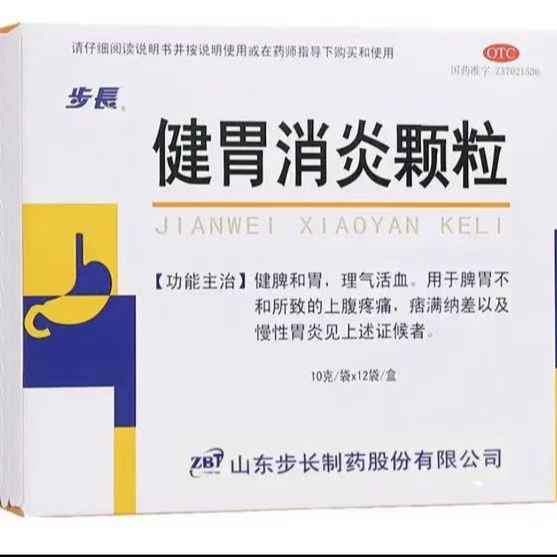 请仔细阅读说明书并按说明使用或在药师指导下购买和使用
OTC
国药准字 Z37021506
步長
健胃消炎颗粒
JIANWEI XIAOYAN KELI
【功能主治】健脾和胃，理气活血。用于脾胃不
和所致的上腹疼痛，痞满纳差以及
慢性胃炎见上述证候者。
10克/袋x12袋/盒
ZBT 山东步长制药股份有限公司